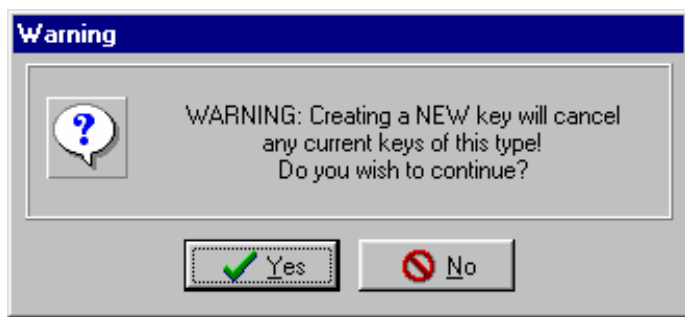 Warning
WARNING: Creating a NEW key will cancel
any current keys of this type!
Do you wish to continue?
Yes
No